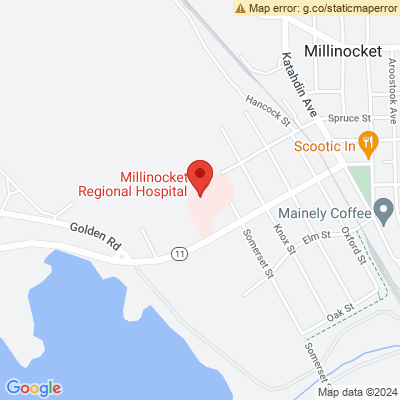 Map error: g.co/staticmaperror
Millinocket
Katahdin Ave
Aroostook Ave
Hancock St
Spruce St
Scootic In
Millinocket
Regional Hospital
Mainely Coffee
Golden Rd
Elm St
Oxford St
Knox St
Somerset St
11
Oak St
Somerset
Google
Map data ©2024